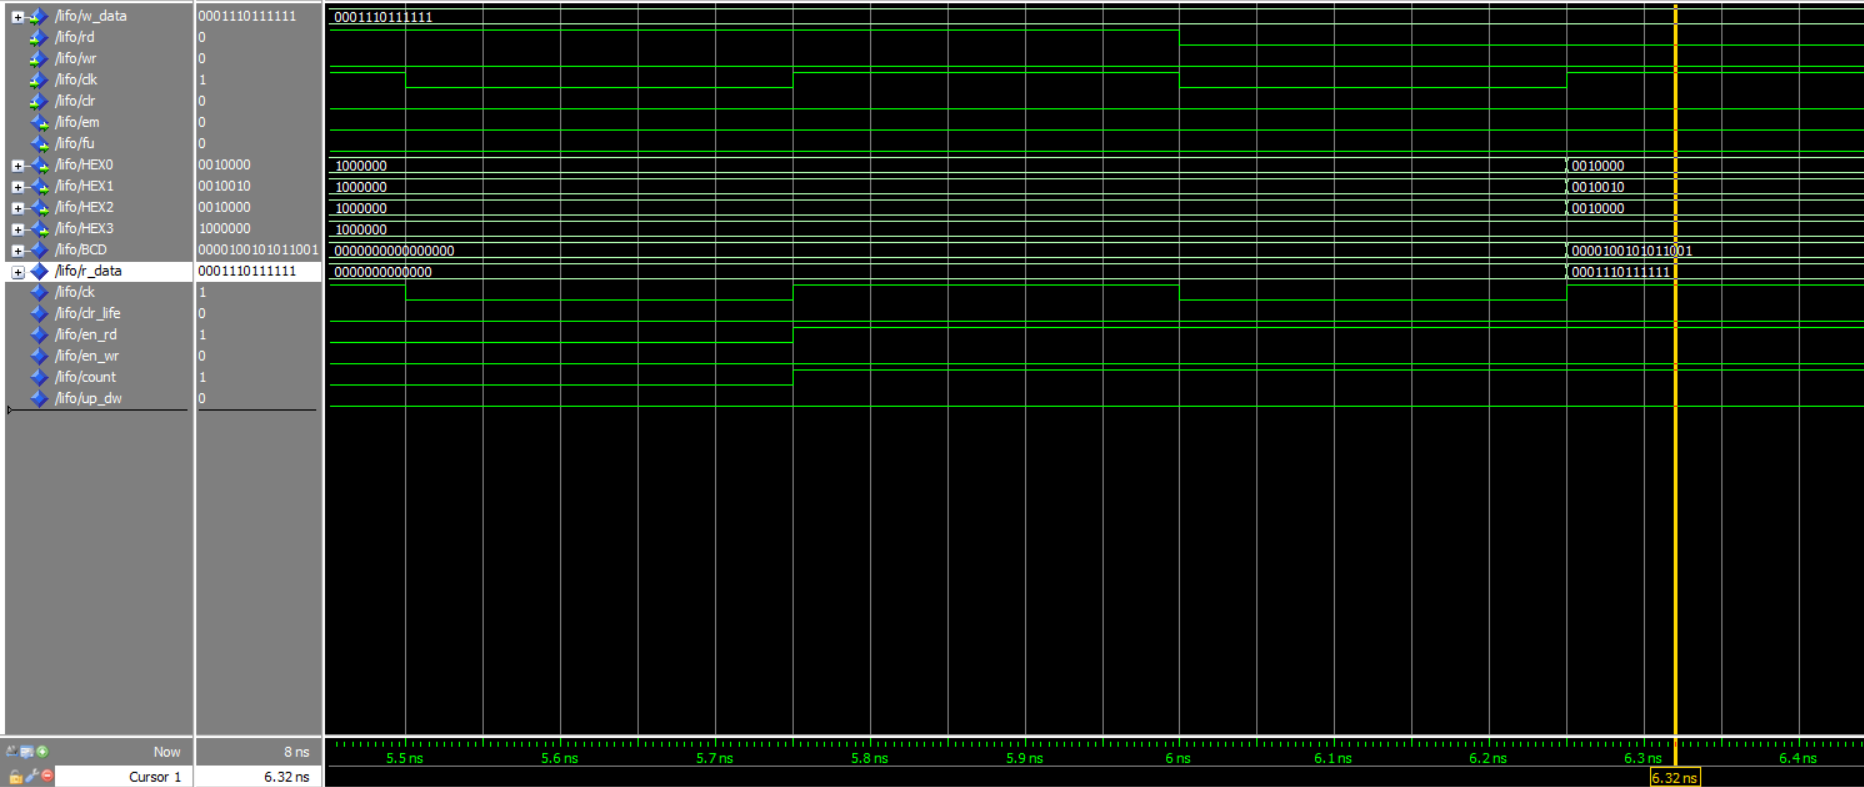 /lifo/w_data 0001110111111 0001110111111
/lifo/rd 0
/lifo/wr 0
/lifo/clk 1
/lifo/clr 0
/lifo/em 0
/lifo/fu 0
/lifo/HEX0 0010000 1000000 0010000
/lifo/HEX1 0010010 1000000 0010010
/lifo/HEX2 0010000 1000000 0010000
/lifo/HEX3 1000000 1000000
/lifo/BCD 0000100101011001 0000000000000000 0000100101011001
/lifo/r_data 0001110111111 0000000000000 0001110111111
/lifo/ck 1
/lifo/clr_life 0
/lifo/en_rd 1
/lifo/en_wr 0
/lifo/count 1
/lifo/up_dw 0
Now 8 ns 5.5 ns 5.6 ns 5.7 ns 5.8 ns 5.9 ns 6 ns 6.1 ns 6.2 ns 6.3 ns 6.4 ns
Cursor 1 6.32 ns 6.32 ns